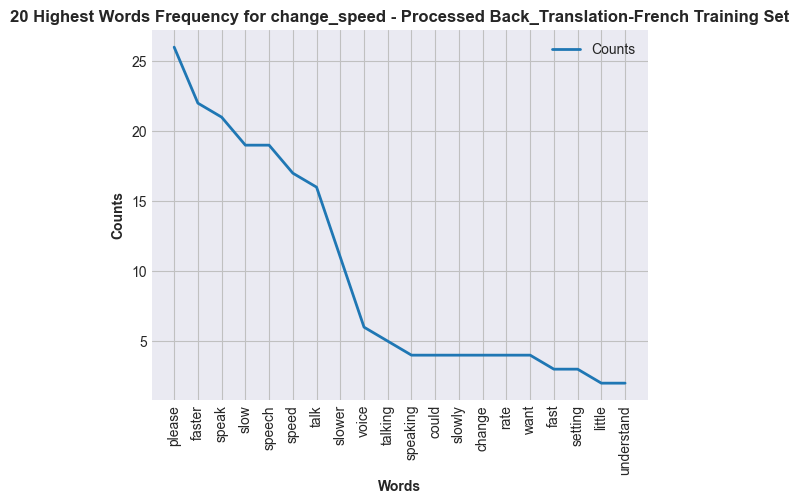 20 Highest Words Frequency for change_speed - Processed Back_Translation-French Training Set
Counts
25
20
15
10
5
Counts
please
faster
speak
slow
speech
speed
talk
slower
voice
talking
speaking
could
slowly
change
rate
want
fast
setting
little
understand
Words